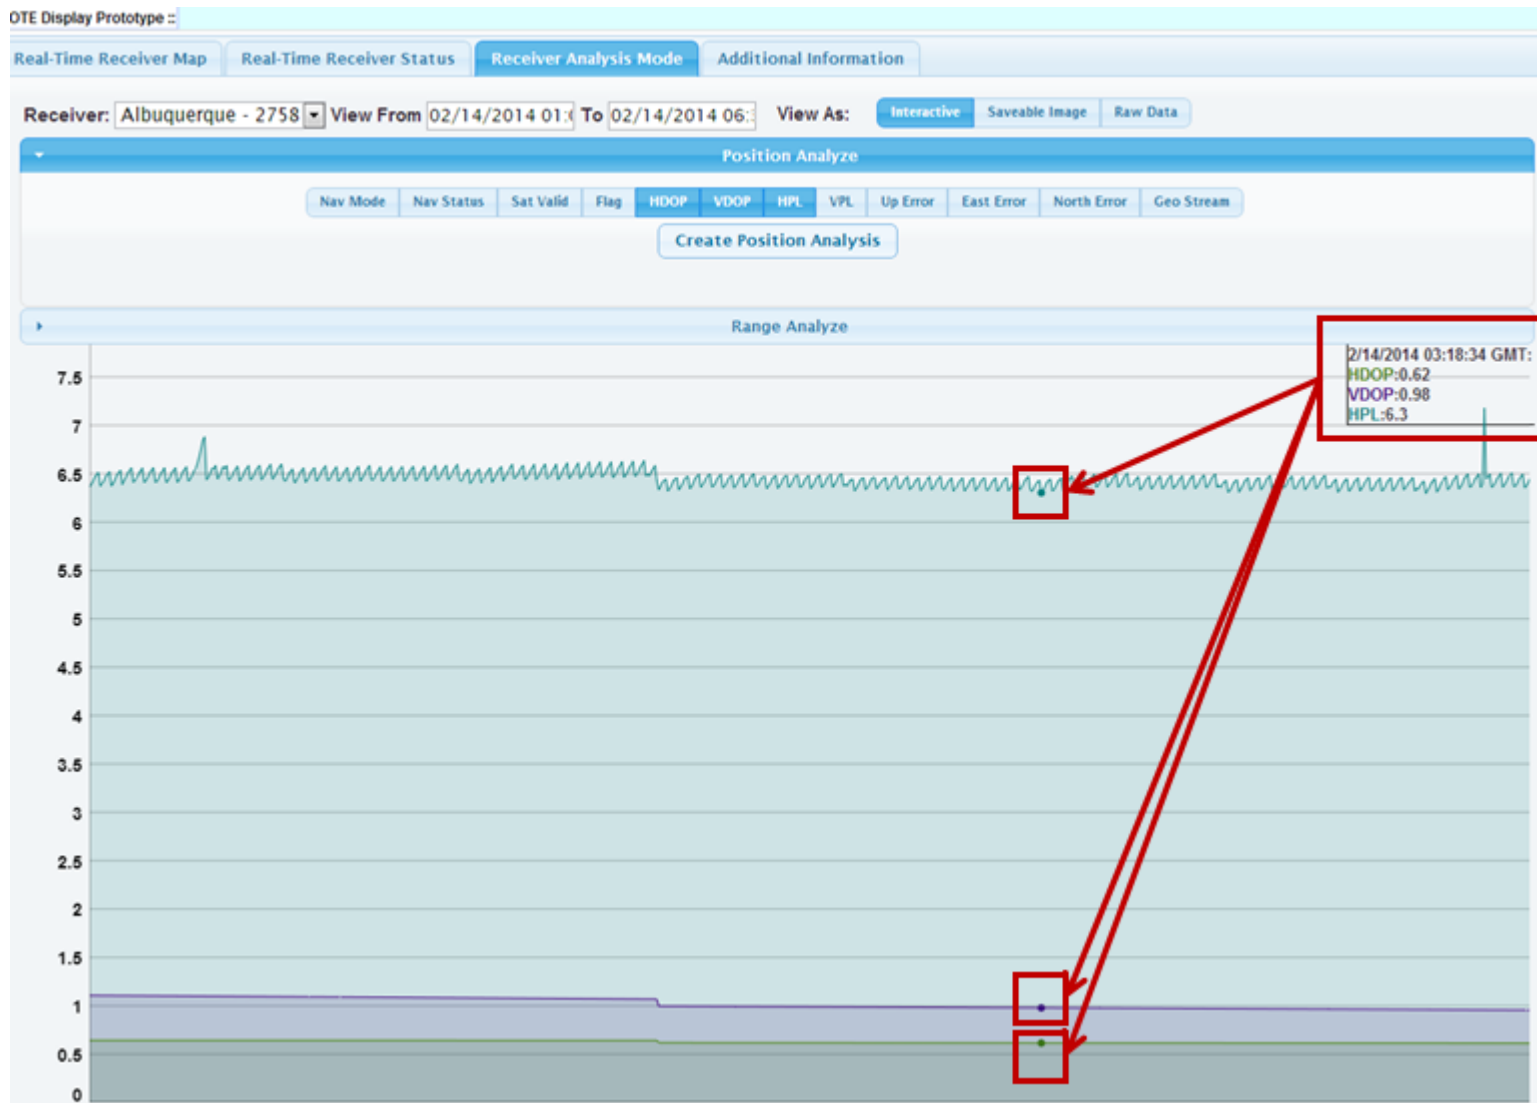 OTE Display Prototype ::
Real-Time Receiver Map Real-Time Receiver Status Receiver Analysis Mode Additional Information
Receiver: Albuquerque - 2758 View From 02/14/2014 01: To 02/14/2014 06: View As: Interactive Saveable Image Raw Data
Position Analyze
Nav Mode Nav Status Sat Valid Flag HDOP VDOP HPL VPL Up Error East Error North Error Geo Stream
Create Position Analysis
Range Analyze
2/14/2014 03:18:34 GMT:
HDOP:0.62
VDOP:0.98
HPL:6.3
7.5
7
6.5
6
5.5
5
4.5
4
3.5
3
2.5
2
1.5
1
0.5
0